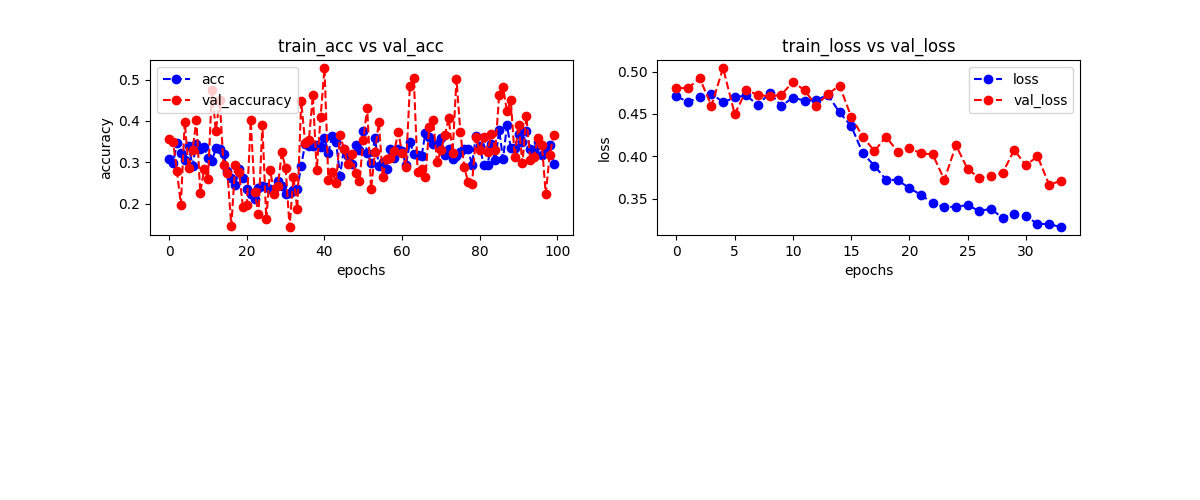 train_acc vs val_acc
acc
val_accuracy
accuracy
0.5
0.4
0.3
0.2
0 20 40 60 80 100
epochs
train_loss vs val_loss
loss
val_loss
loss
0.50
0.45
0.40
0.35
0 5 10 15 20 25 30
epochs